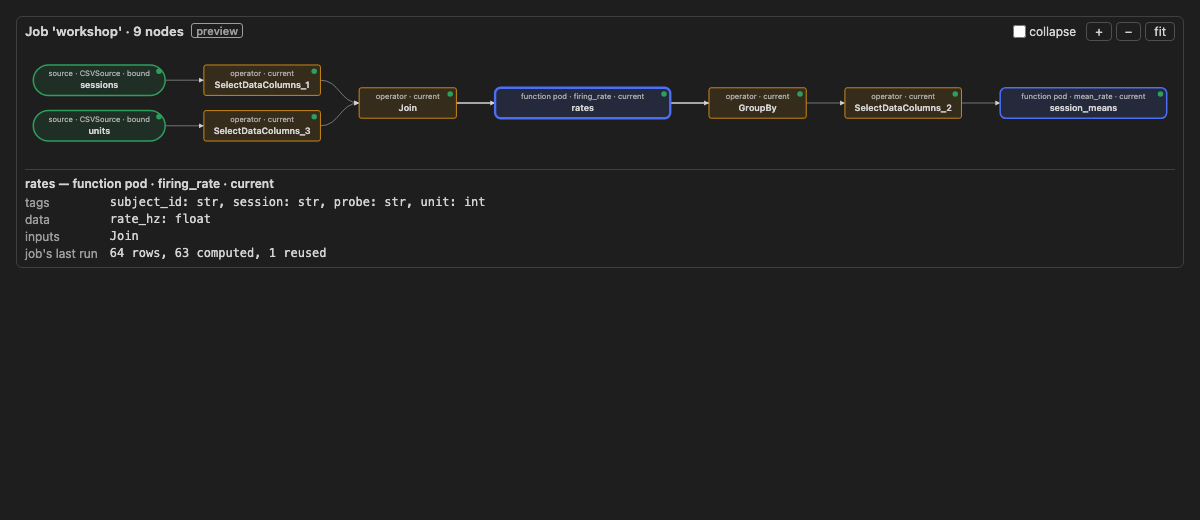 Job 'workshop' · 9 nodes preview
collapse + − fit
source · CSVSource · bound
sessions
operator · current
SelectDataColumns_1
source · CSVSource · bound
units
operator · current
SelectDataColumns_3
operator · current
Join
function pod · firing_rate · current
rates
operator · current
GroupBy
operator · current
SelectDataColumns_2
function pod · mean_rate · current
session_means
rates — function pod · firing_rate · current
tags subject_id: str, session: str, probe: str, unit: int
data rate_hz: float
inputs Join
job's last run 64 rows, 63 computed, 1 reused